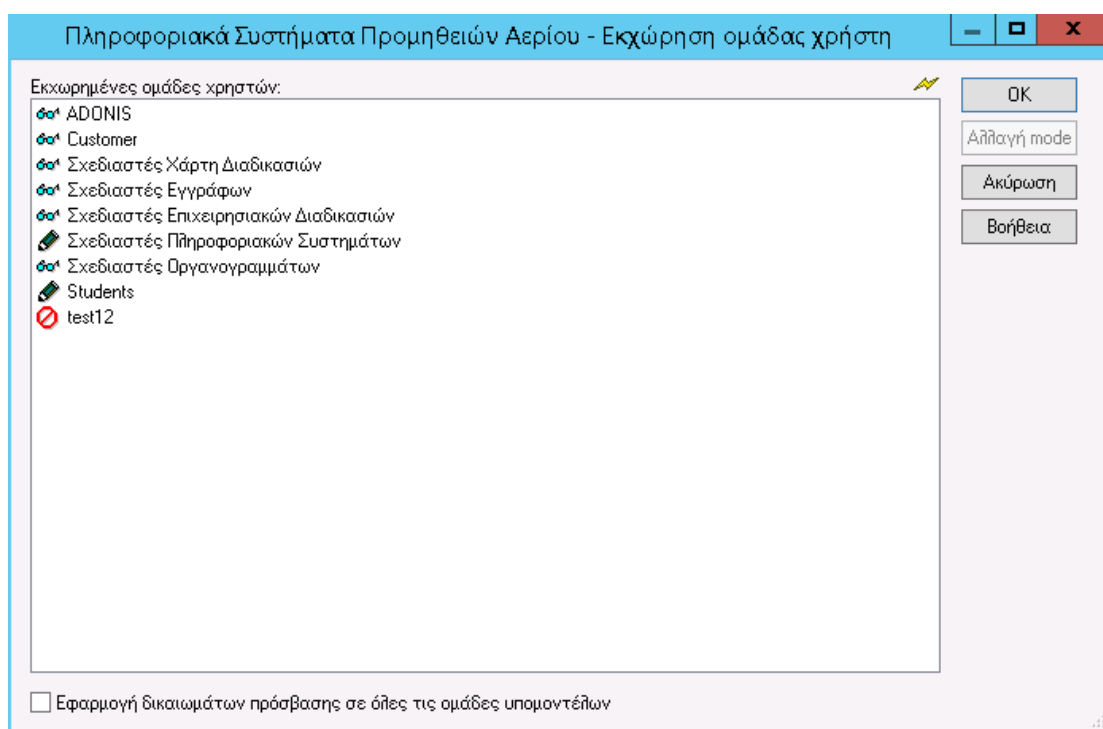 Πληροφοριακά Συστήματα Προμηθειών Αερίου - Εκχώρηση ομάδας χρήστη
Εκχωρημένες ομάδες χρηστών:
ADONIS
Customer
Σχεδιαστές Χάρτη Διαδικασιών
Σχεδιαστές Εγγράφων
Σχεδιαστές Επιχειρησιακών Διαδικασιών
Σχεδιαστές Πληροφοριακών Συστημάτων
Σχεδιαστές Οργανογραμμάτων
Students
test12
OK
Αλλαγή mode
Ακύρωση
Βοήθεια
Εφαρμογή δικαιωμάτων πρόσβασης σε όλες τις ομάδες υπομοντέλων